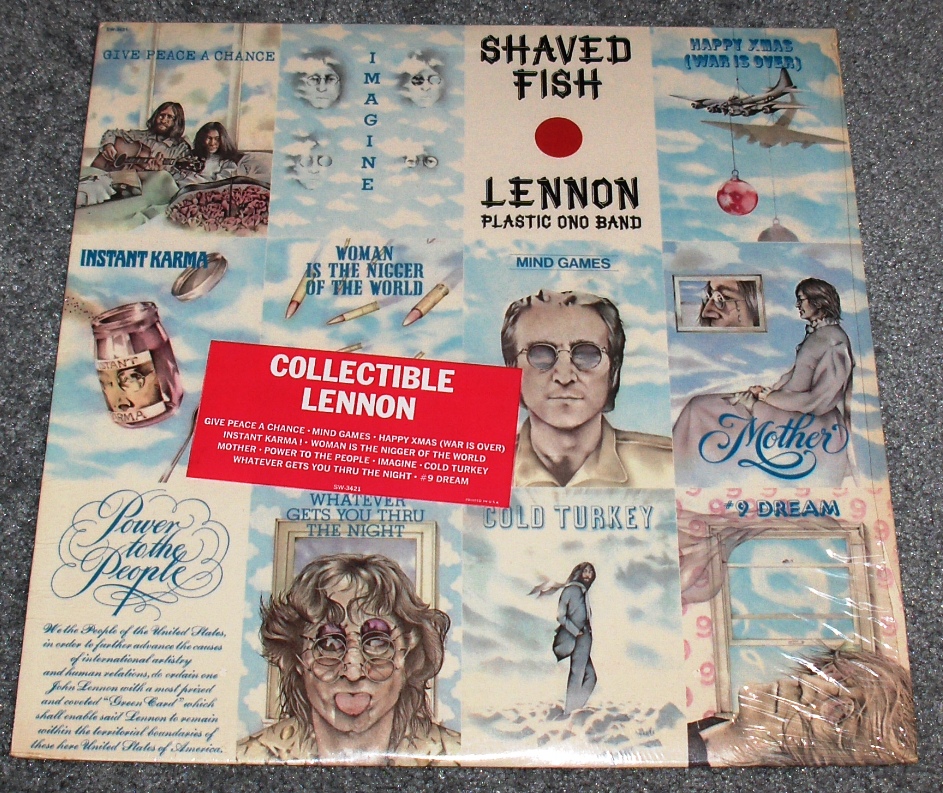 SW-3421
GIVE PEACE A CHANCE
IMAGINE
SHAVED
FISH
LENNON
PLASTIC ONO BAND
HAPPY XMAS
(WAR IS OVER)
INSTANT KARMA
WOMAN
IS THE NIGGER
OF THE WORLD
MIND GAMES
Mother
COLLECTIBLE
LENNON
GIVE PEACE A CHANCE • MIND GAMES • HAPPY XMAS (WAR IS OVER)
INSTANT KARMA! • WOMAN IS THE NIGGER OF THE WORLD
MOTHER • POWER TO THE PEOPLE • IMAGINE • COLD TURKEY
WHATEVER GETS YOU THRU THE NIGHT • #9 DREAM
SW-3421
PRINTED IN U.S.A.
Power
to the
People
We the People of the United States,
in order to further advance the causes
of international artistry
and human relations, do ordain one
John Lennon with a most prized
and coveted "Green Card" which
shall enable said Lennon to remain
within the territorial boundaries of
these here United States of America.
WHATEVER
GETS YOU THRU
THE NIGHT
COLD TURKEY
#9 DREAM